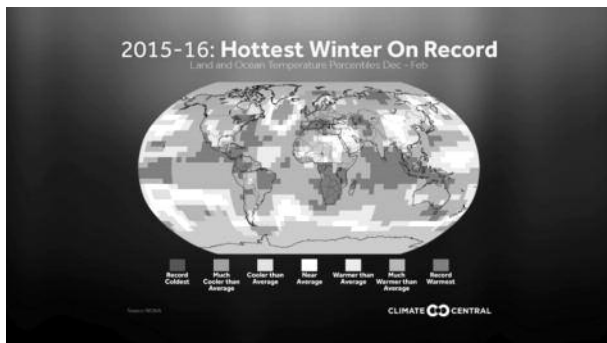 2015-16: Hottest Winter On Record
Land and Ocean Temperature Percentiles Dec - Feb
Record Coldest
Much Cooler than Average
Cooler than Average
Near Average
Warmer than Average
Much Warmer than Average
Record Warmest
Source: NOAA
CLIMATE CENTRAL